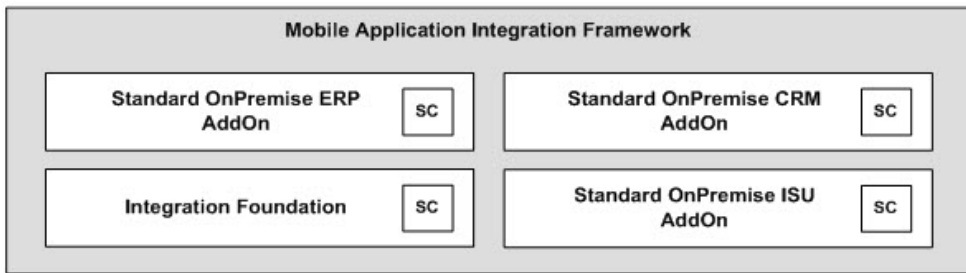 Mobile Application Integration Framework
Standard OnPremise ERP
AddOn
SC
Standard OnPremise CRM
AddOn
SC
Integration Foundation
SC
Standard OnPremise ISU
AddOn
SC